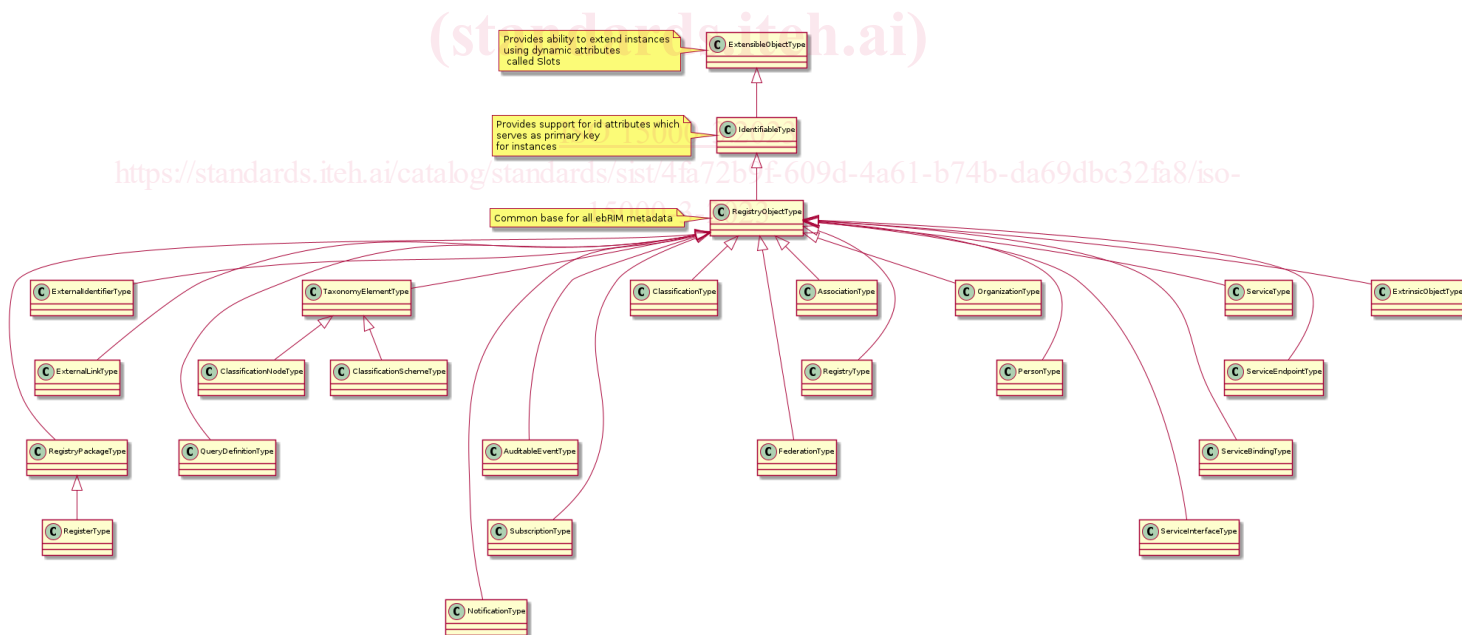 (standards.iteh.ai)
Provides ability to extend instances
using dynamic attributes
called Slots
C ExtensibleObjectType
Provides support for id attributes which
serves as primary key
for instances
C IdentifiableType
https://standards.iteh.ai/catalog/standards/sist/4fa72b9f-609d-4a61-b74b-da69dbc32fa8/iso-
Common base for all ebRIM metadata
C RegistryObjectType
C ExternalIdentifierType
C TaxonomyElementType
C ClassificationType
C AssociationType
C OrganizationType
C ServiceType
C ExtrinsicObjectType
C ExternalLinkType
C ClassificationNodeType
C ClassificationSchemeType
C RegistryType
C PersonType
C ServiceEndpointType
C RegistryPackageType
C QueryDefinitionType
C AuditableEventType
C FederationType
C ServiceBindingType
C RegisterType
C SubscriptionType
C ServiceInterfaceType
C NotificationType